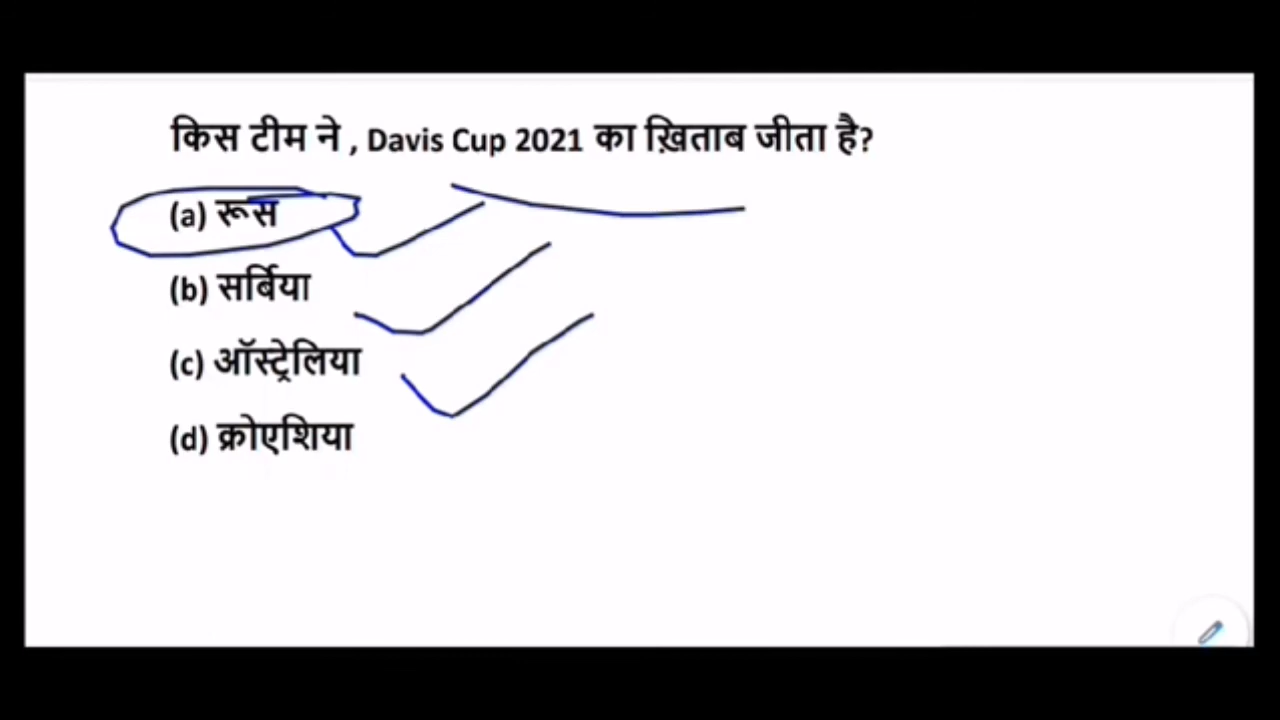 किस टीम ने , Davis Cup 2021 का ख़िताब जीता है?
(a) रूस
(b) सर्बिया
(c) ऑस्ट्रेलिया
(d) क्रोएशिया